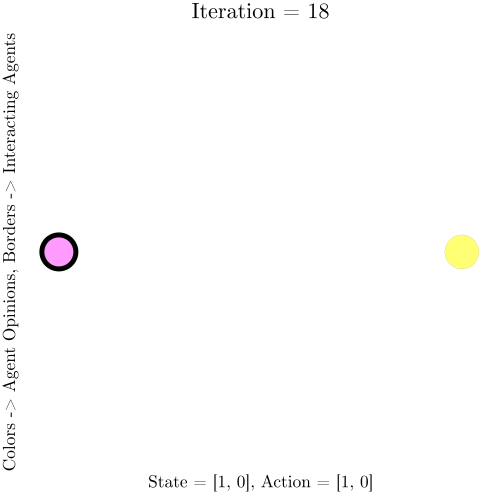 Iteration = 18
Colors -> Agent Opinions, Borders -> Interacting Agents
State = [1, 0], Action = [1, 0]